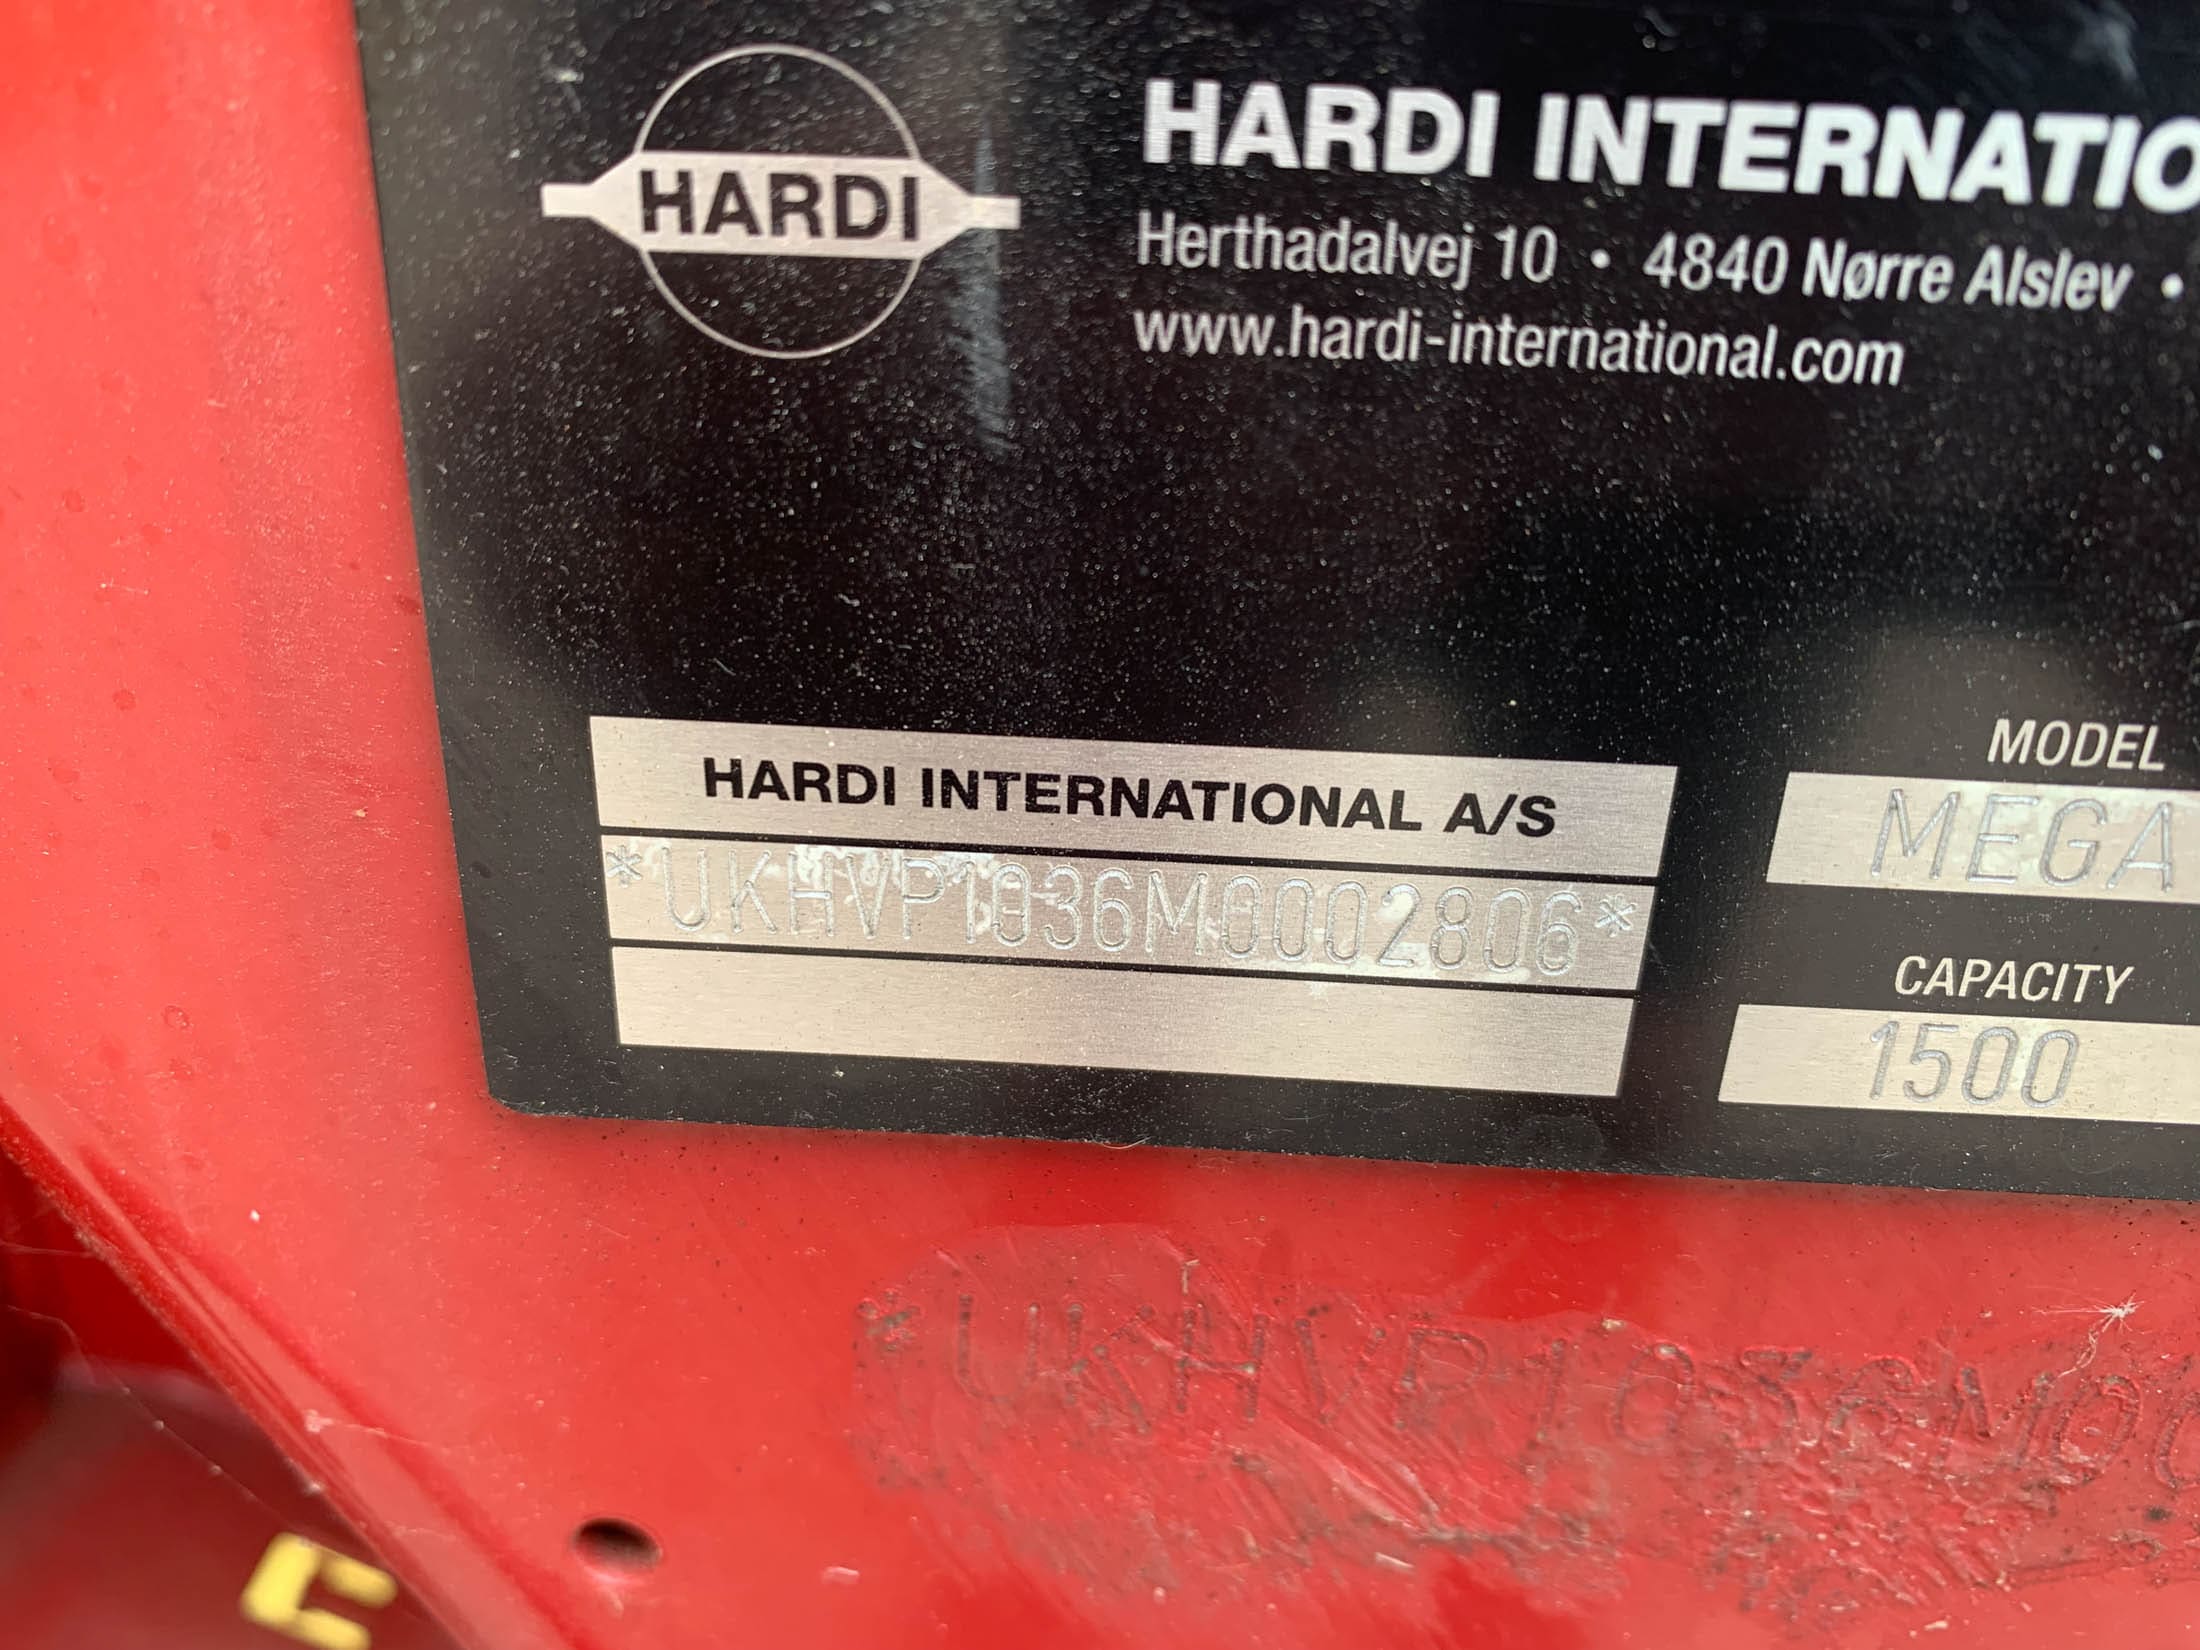 HARDI
HARDI INTERNATIO
Herthadalvej 10 • 4840 Nørre Alslev •
www.hardi-international.com
HARDI INTERNATIONAL A/S
*UKHVP1036M0002806*
MODEL
MEGA
CAPACITY
1500
*UKHVP1036M00